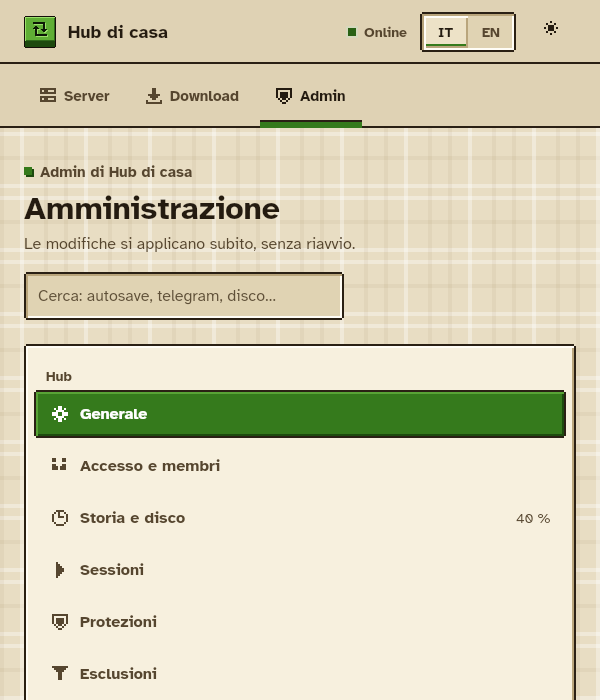 Hub di casa
Online
IT
EN
Server
Download
Admin
Admin di Hub di casa
Amministrazione
Le modifiche si applicano subito, senza riavvio.
Cerca: autosave, telegram, disco...
Hub
Generale
Accesso e membri
Storia e disco
40 %
Sessioni
Protezioni
Esclusioni